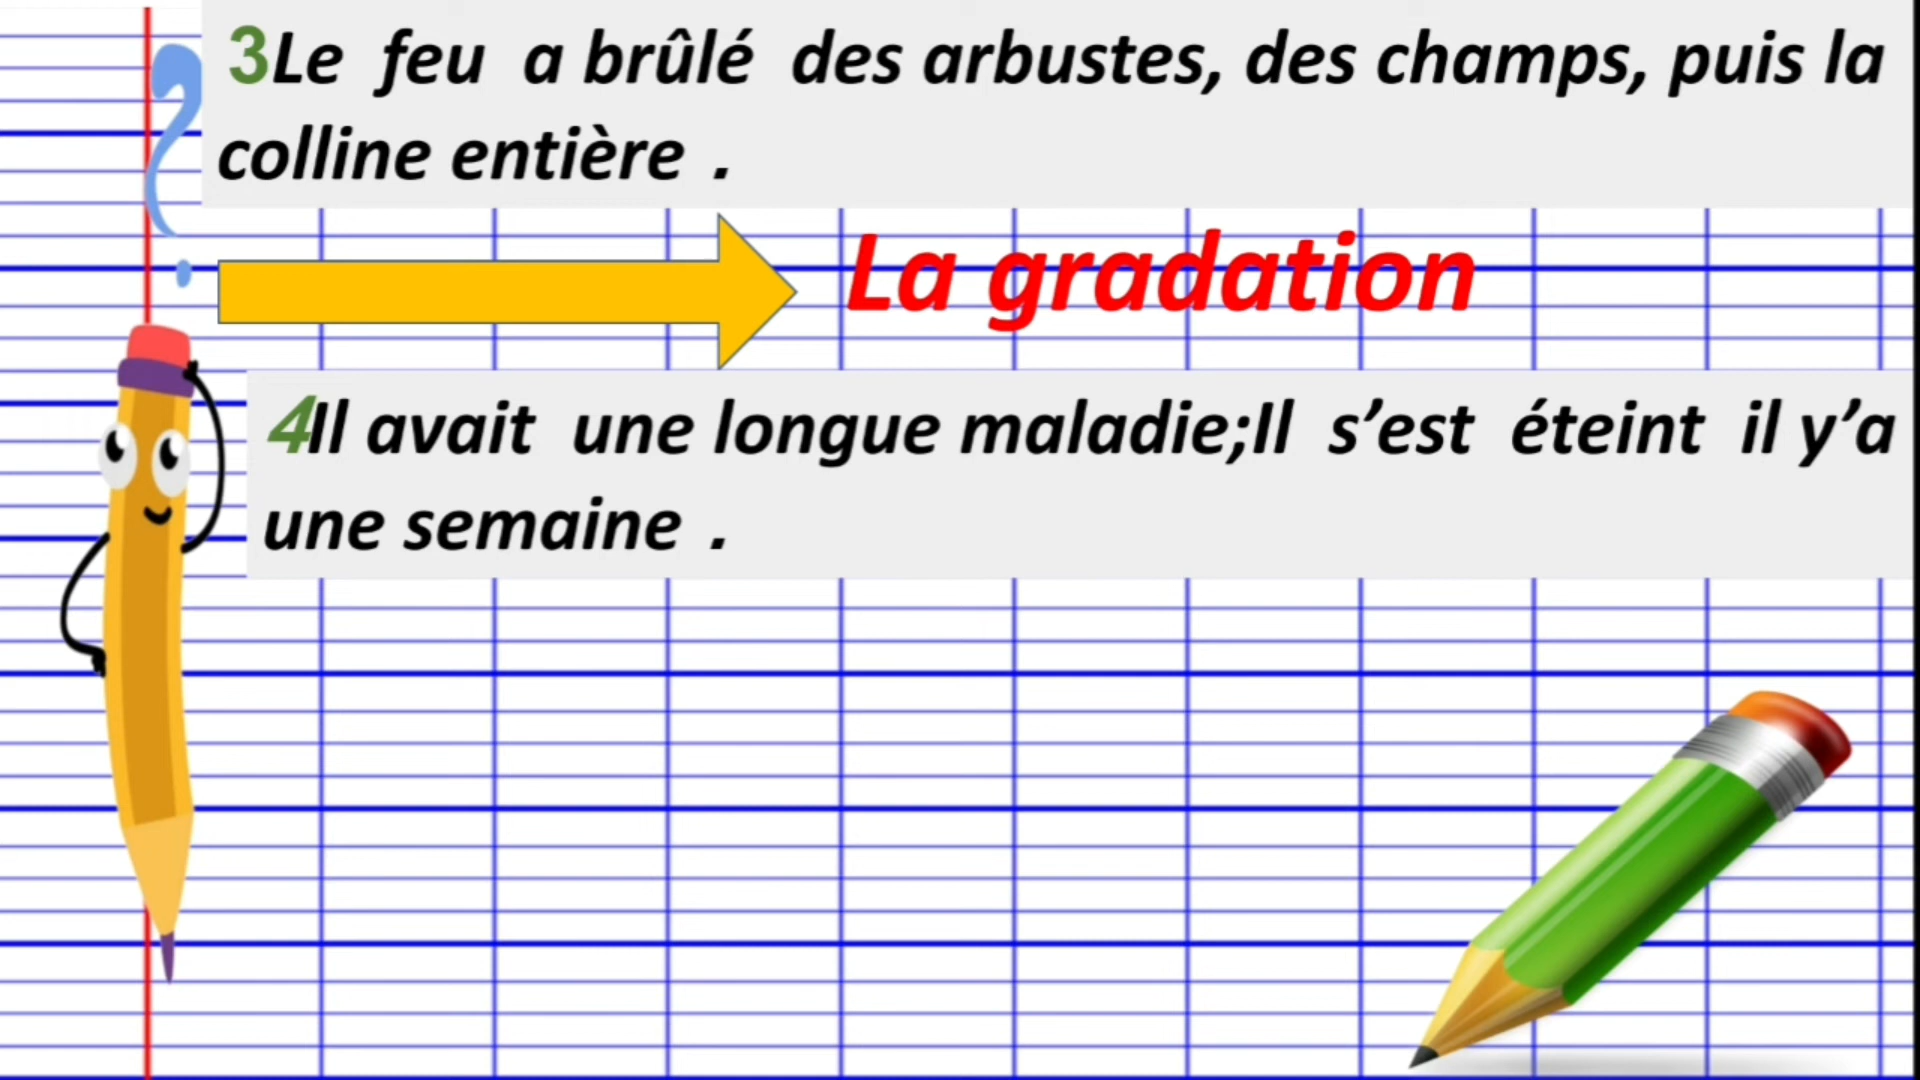 3Le feu a brûlé des arbustes, des champs, puis la
colline entière .
La gradation
4Il avait une longue maladie;Il s’est éteint il y’a
une semaine .